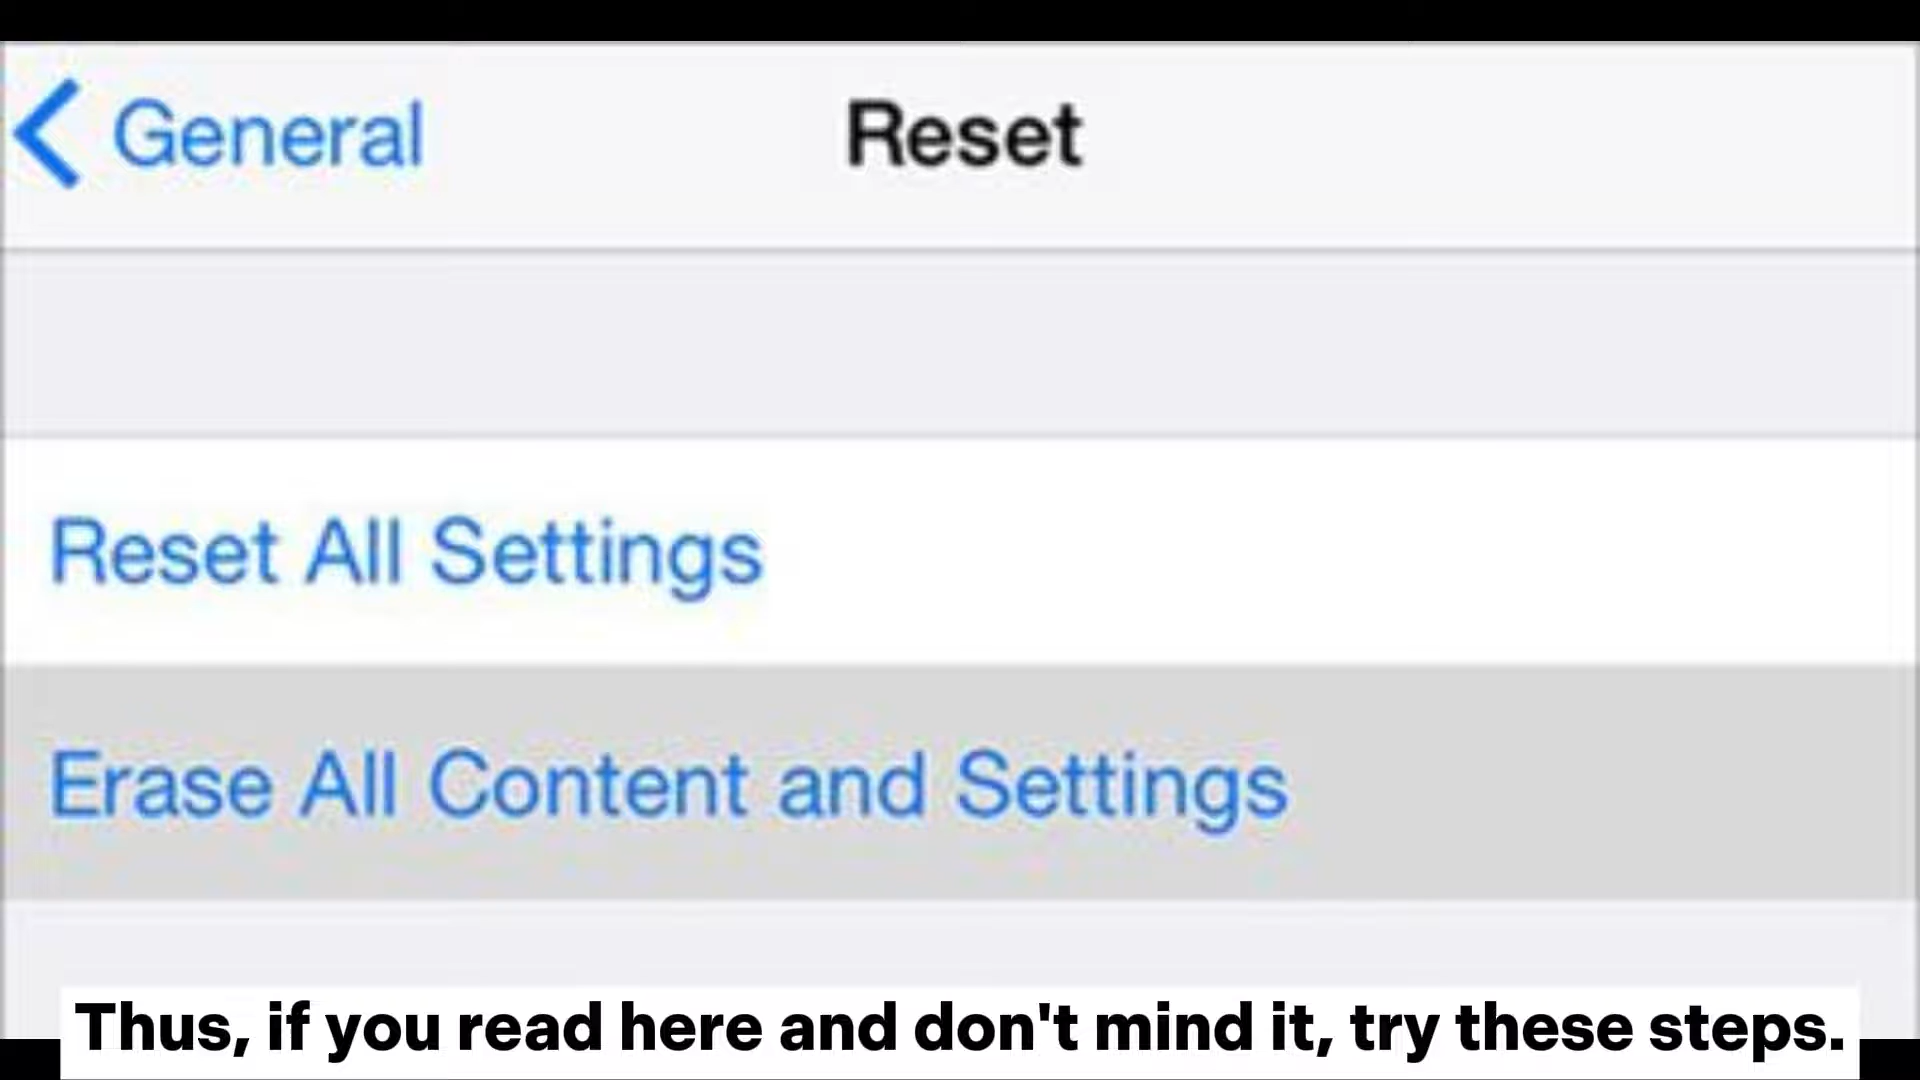 General
Reset
Reset All Settings
Erase All Content and Settings
Thus, if you read here and don't mind it, try these steps.